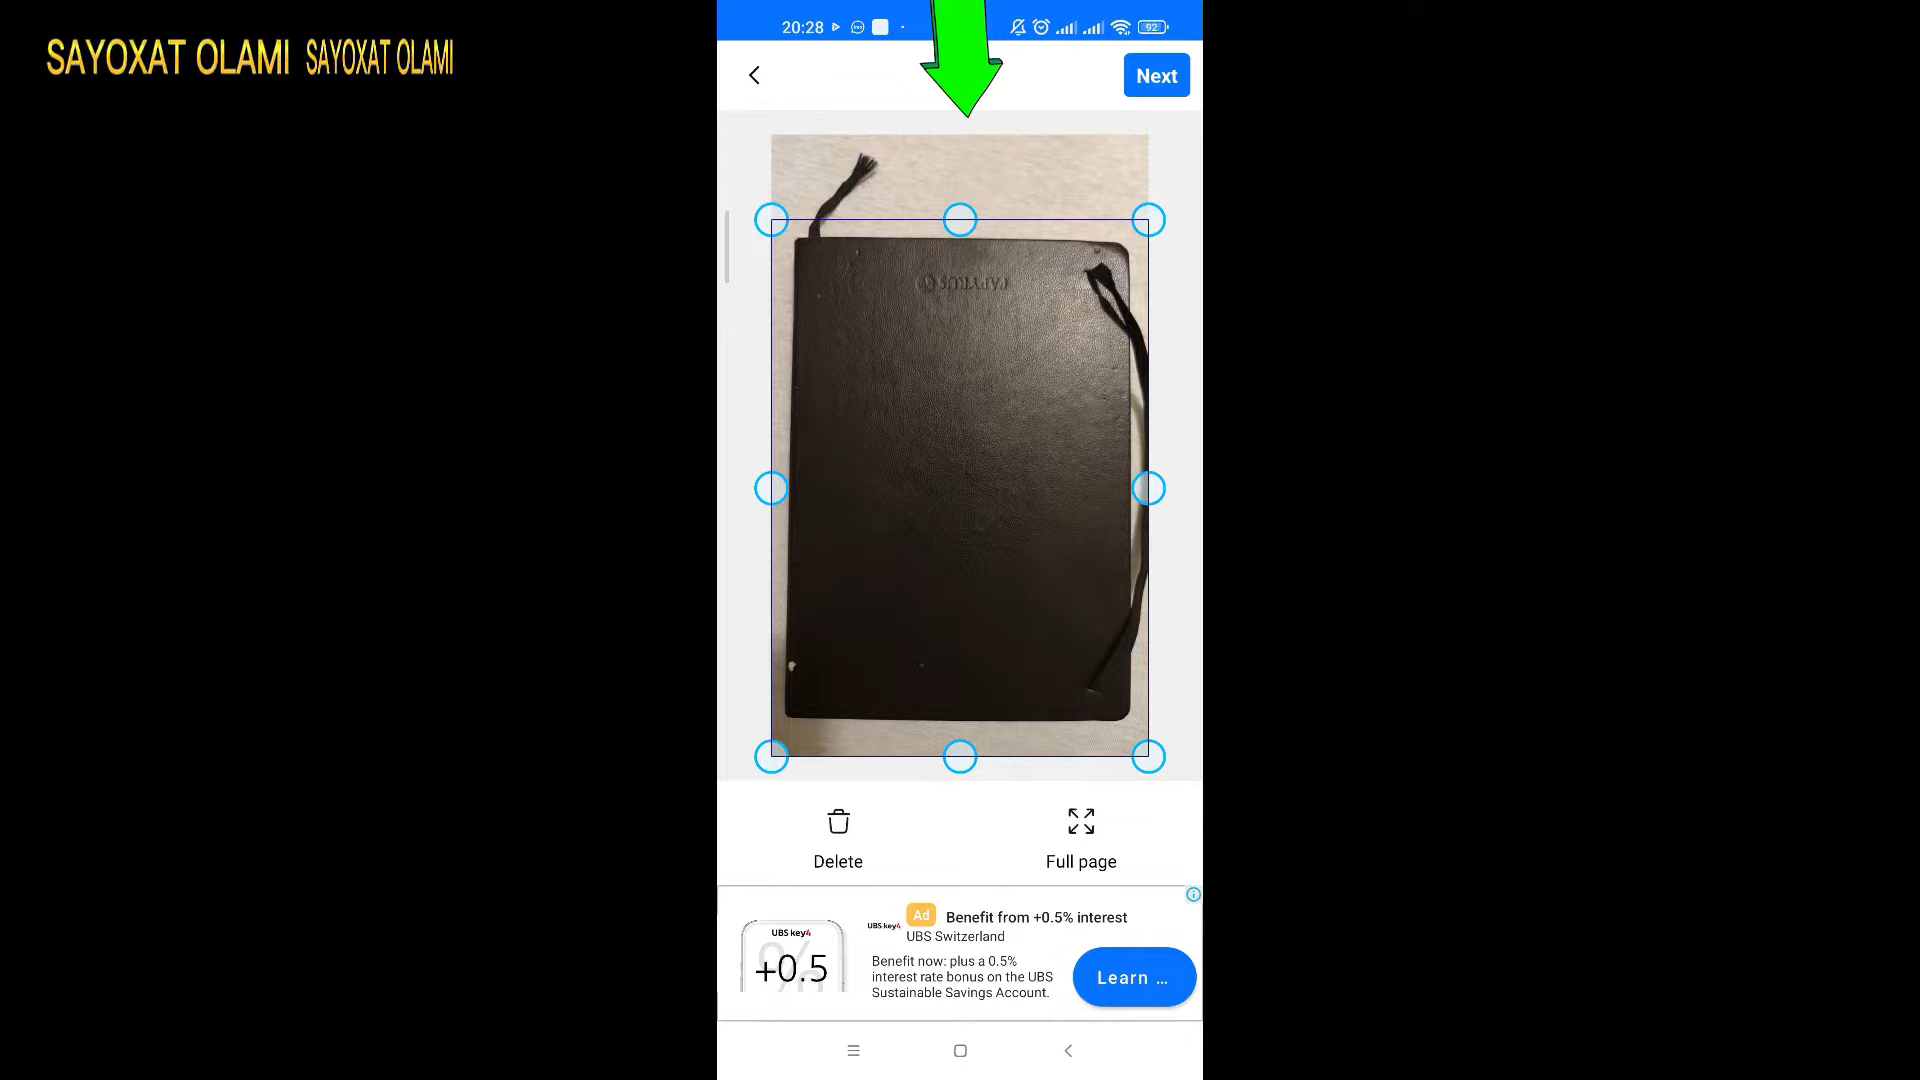 SAYOXAT OLAMI SAYOXAT OLAMI
20:28
92
Next
PAPYRUS
Delete
Full page
UBS key4
+0.5
UBS key4
Ad Benefit from +0.5% interest
UBS Switzerland
Benefit now: plus a 0.5%
interest rate bonus on the UBS
Sustainable Savings Account.
Learn ...